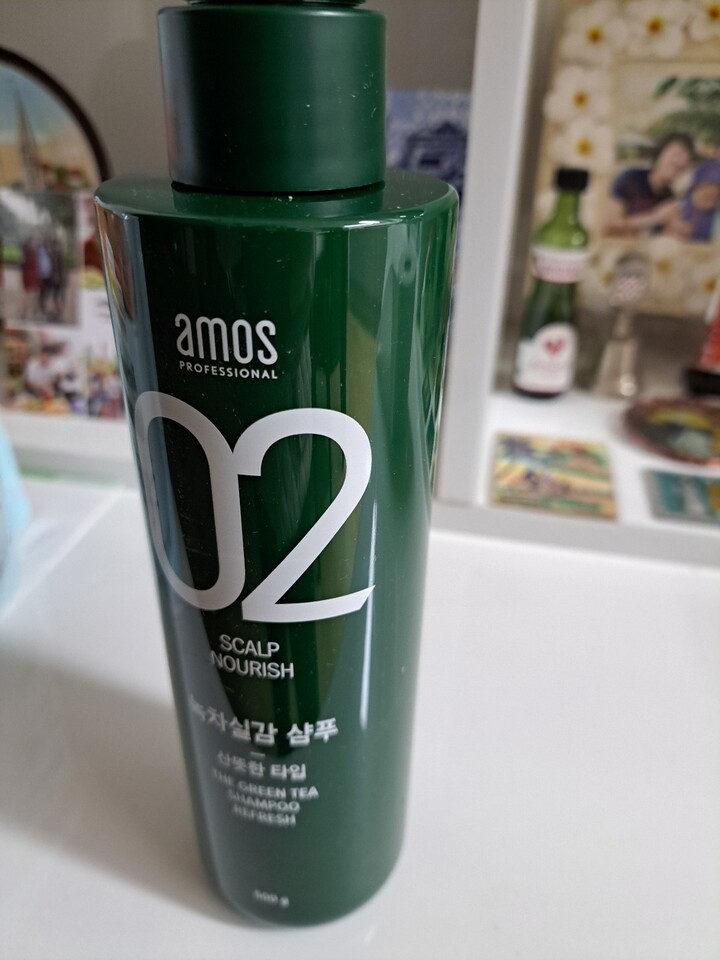 amos
PROFESSIONAL
02
SCALP
NOURISH
녹차실감 샴푸
산뜻한 타입
THE GREEN TEA
SHAMPOO
REFRESH
500 g